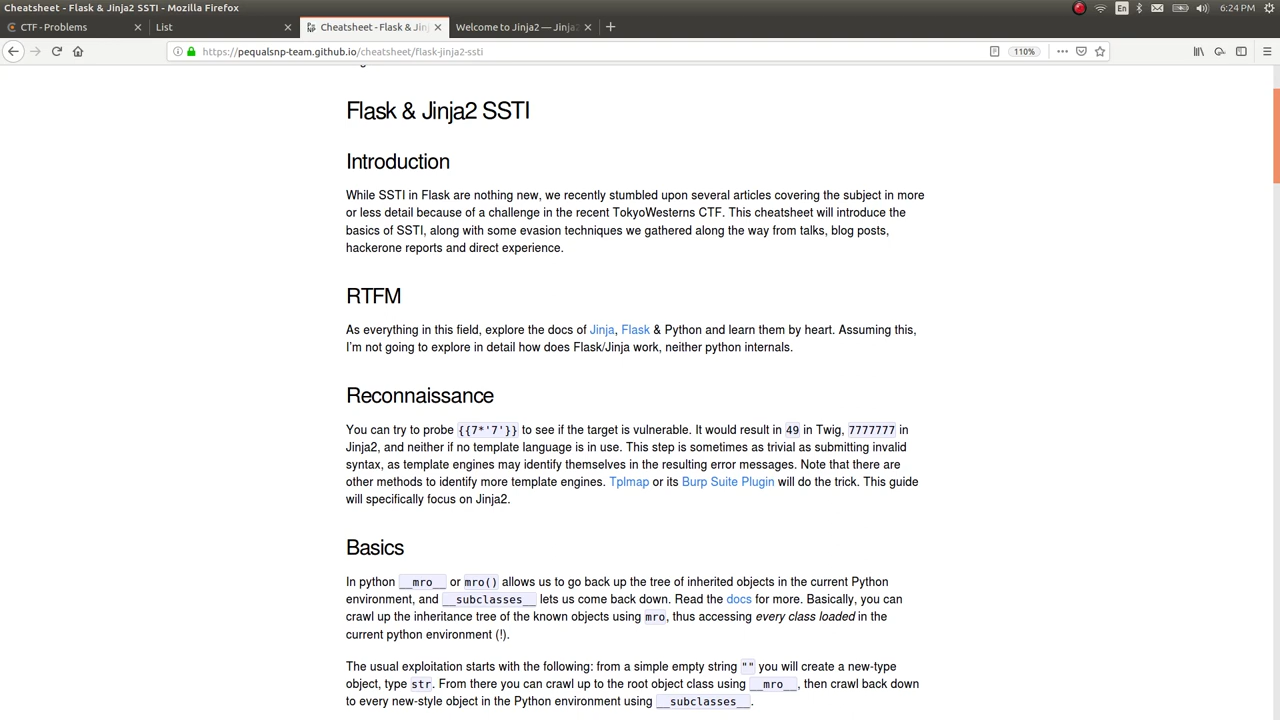 Cheatsheet - Flask & Jinja2 SSTI - Mozilla Firefox
En
6:24 PM
CTF - Problems
List
Cheatsheet - Flask & Jinj
Welcome to Jinja2 — Jinja2
https://pequalsnp-team.github.io/cheatsheet/flask-jinja2-ssti
110%
Flask & Jinja2 SSTI
Introduction
While SSTI in Flask are nothing new, we recently stumbled upon several articles covering the subject in more
or less detail because of a challenge in the recent TokyoWesterns CTF. This cheatsheet will introduce the
basics of SSTI, along with some evasion techniques we gathered along the way from talks, blog posts,
hackerone reports and direct experience.
RTFM
As everything in this field, explore the docs of Jinja, Flask & Python and learn them by heart. Assuming this,
I'm not going to explore in detail how does Flask/Jinja work, neither python internals.
Reconnaissance
You can try to probe {{7*'7'}} to see if the target is vulnerable. It would result in 49 in Twig, 7777777 in
Jinja2, and neither if no template language is in use. This step is sometimes as trivial as submitting invalid
syntax, as template engines may identify themselves in the resulting error messages. Note that there are
other methods to identify more template engines. Tplmap or its Burp Suite Plugin will do the trick. This guide
will specifically focus on Jinja2.
Basics
In python __mro__ or mro() allows us to go back up the tree of inherited objects in the current Python
environment, and __subclasses__ lets us come back down. Read the docs for more. Basically, you can
crawl up the inheritance tree of the known objects using mro, thus accessing every class loaded in the
current python environment (!).
The usual exploitation starts with the following: from a simple empty string "" you will create a new-type
object, type str. From there you can crawl up to the root object class using __mro__, then crawl back down
to every new-style object in the Python environment using __subclasses__.